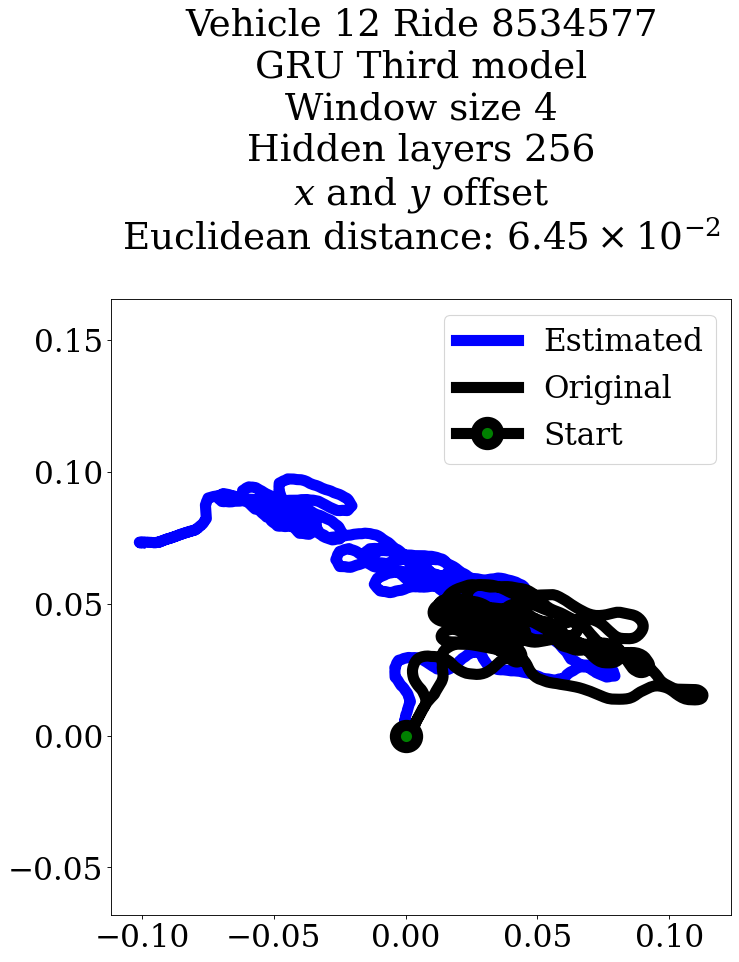 Vehicle 12 Ride 8534577
GRU Third model
Window size 4
Hidden layers 256
x and y offset
Euclidean distance: 6.45 × 10⁻²
Estimated
Original
Start
0.15
0.10
0.05
0.00
−0.05
−0.10 −0.05 0.00 0.05 0.10